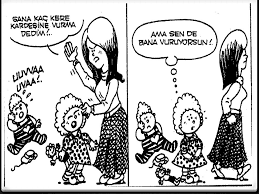 SANA KAÇ KERE
KARDEŞİNE VURMA
DEDİM!..
UUVVAA
UVAA!.
AMA SEN DE
BANA VURUYORSUN!.